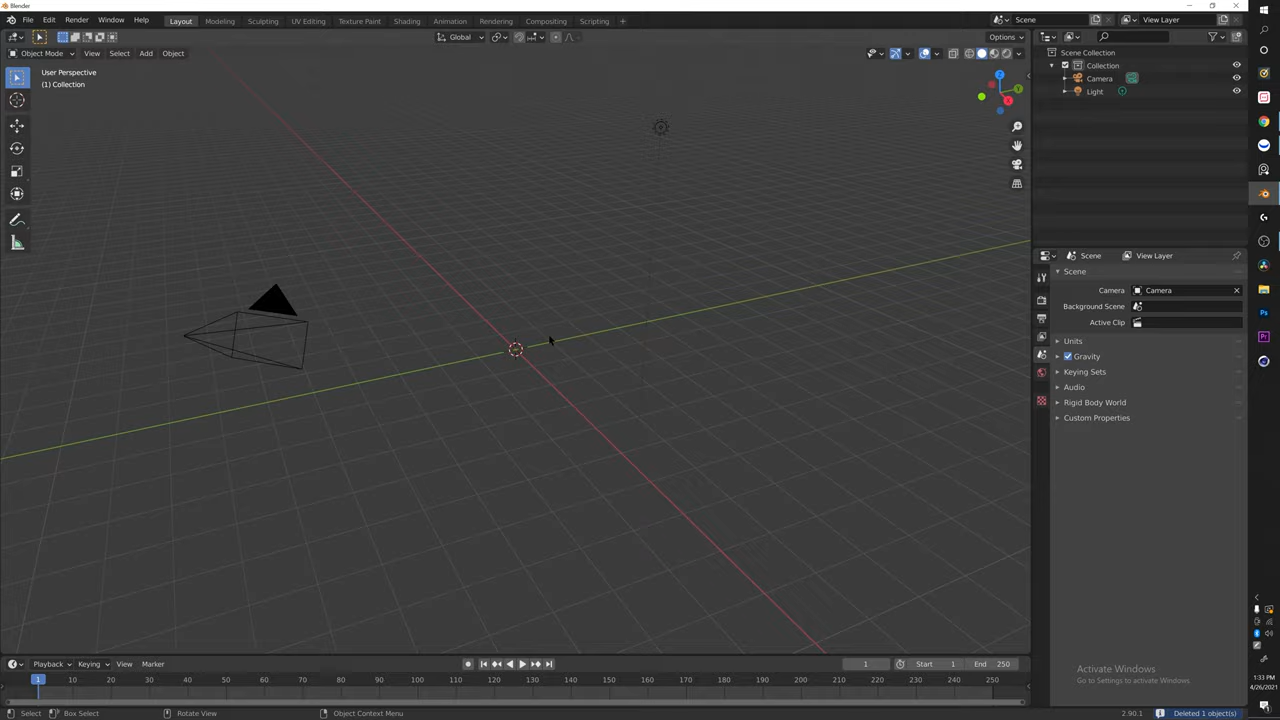 Blender
File Edit Render Window Help
Layout Modeling Sculpting UV Editing Texture Paint Shading Animation Rendering Compositing Scripting +
Scene View Layer
Global Options
Object Mode View Select Add Object
User Perspective
(1) Collection
Z
Y
X
Scene Collection
Collection
Camera
Light
Scene View Layer
Scene
Camera Camera
Background Scene
Active Clip
Units
Gravity
Keying Sets
Audio
Rigid Body World
Custom Properties
Activate Windows
Go to Settings to activate Windows.
Playback Keying View Marker 1 Start 1 End 250
1 10 20 30 40 50 60 70 80 90 100 110 120 130 140 150 160 170 180 190 200 210 220 230 240 250
Select Box Select Rotate View Object Context Menu 2.90.1 Deleted 1 object(s)
Ps
Pr
1:33 PM
4/26/2021